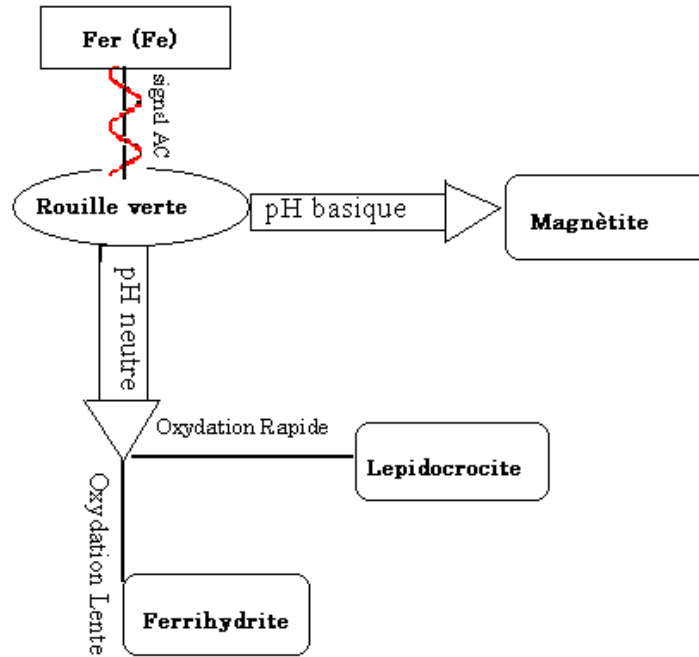 Fer (Fe)
signal AC
Rouille verte
pH basique
Magnètite
pH neutre
Oxydation Rapide
Lepidocrocite
Oxydation Lente
Ferrihydrite